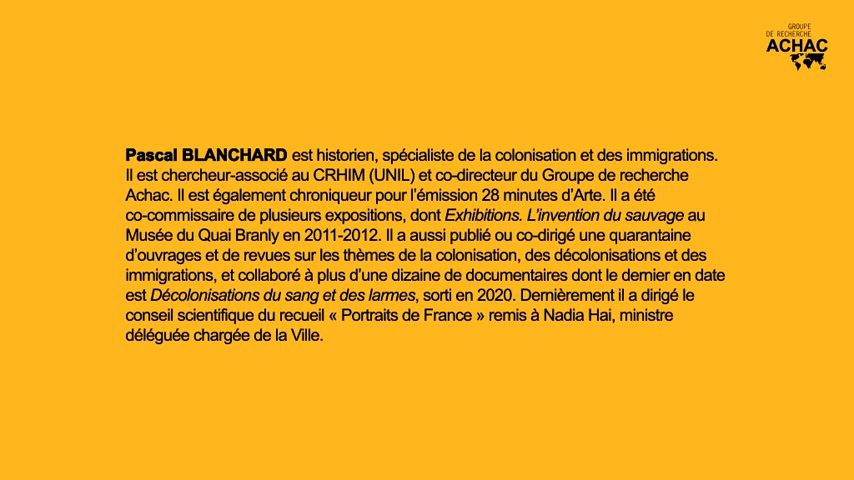 GROUPE
DE RECHERCHE
ACHAC
Pascal BLANCHARD est historien, spécialiste de la colonisation et des immigrations.
Il est chercheur-associé au CRHIM (UNIL) et co-directeur du Groupe de recherche
Achac. Il est également chroniqueur pour l’émission 28 minutes d’Arte. Il a été
co-commissaire de plusieurs expositions, dont Exhibitions. L’invention du sauvage au
Musée du Quai Branly en 2011-2012. Il a aussi publié ou co-dirigé une quarantaine
d’ouvrages et de revues sur les thèmes de la colonisation, des décolonisations et des
immigrations, et collaboré à plus d’une dizaine de documentaires dont le dernier en date
est Décolonisations du sang et des larmes, sorti en 2020. Dernièrement il a dirigé le
conseil scientifique du recueil « Portraits de France » remis à Nadia Hai, ministre
déléguée chargée de la Ville.